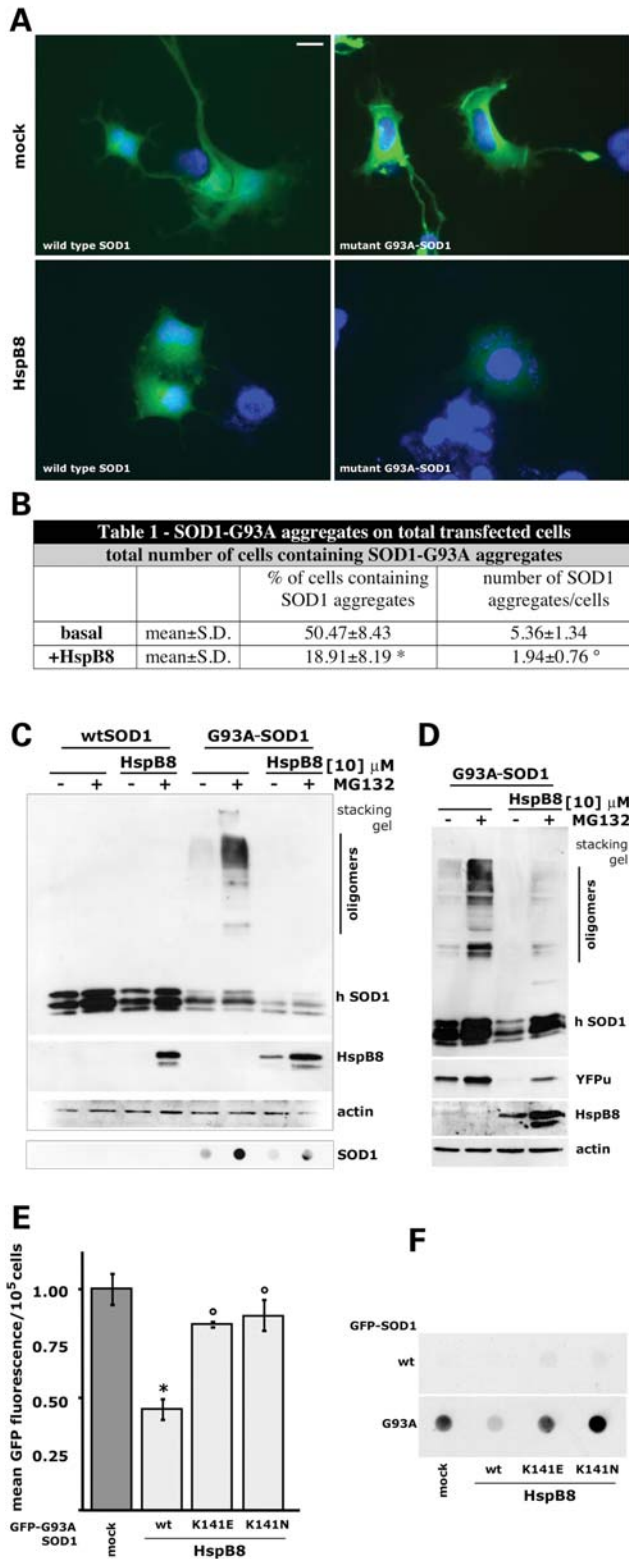 A
mock
wild type SOD1
mutant G93A-SOD1
HspB8
wild type SOD1
mutant G93A-SOD1
B
Table 1 - SOD1-G93A aggregates on total transfected cells
total number of cells containing SOD1-G93A aggregates
% of cells containing SOD1 aggregates
number of SOD1 aggregates/cells
basal mean±S.D. 50.47±8.43 5.36±1.34
+HspB8 mean±S.D. 18.91±8.19 * 1.94±0.76 °
C
wtSOD1 G93A-SOD1
HspB8 HspB8 [10] μM
- + - + - + - + MG132
stacking
gel
oligomers
h SOD1
HspB8
actin
SOD1
D
G93A-SOD1
HspB8 [10] μM
- + - + MG132
stacking
gel
oligomers
h SOD1
YFPu
HspB8
actin
E
mean GFP fluorescence/10⁵cells
1.00
0.75
0.50
0.25
* ° °
GFP-G93A
SOD1
mock wt K141E K141N
HspB8
F
GFP-SOD1
wt
G93A
mock wt K141E K141N
HspB8